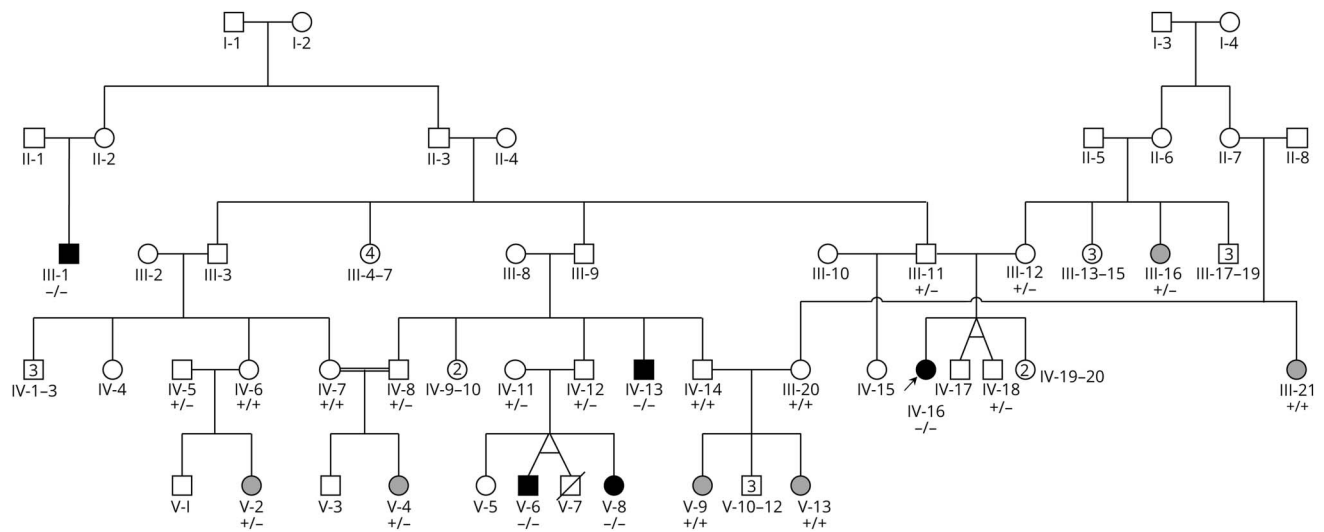 I-1 I-2 I-3 I-4
II-1 II-2 II-3 II-4 II-5 II-6 II-7 II-8
4 3 3
III-1 III-2 III-3 III-4–7 III-8 III-9 III-10 III-11 III-12 III-13–15 III-16 III-17–19
–/– +/– +/– +/–
3 2 2
IV-1–3 IV-4 IV-5 IV-6 IV-7 IV-8 IV-9–10 IV-11 IV-12 IV-13 IV-14 III-20 IV-15 IV-17 IV-18 IV-19–20 III-21
+/– +/+ +/+ +/– +/– +/– –/– +/+ +/+ +/– +/+
IV-16
–/–
3
V-I V-2 V-3 V-4 V-5 V-6 V-7 V-8 V-9 V-10–12 V-13
+/– +/– –/– –/– +/+ +/+